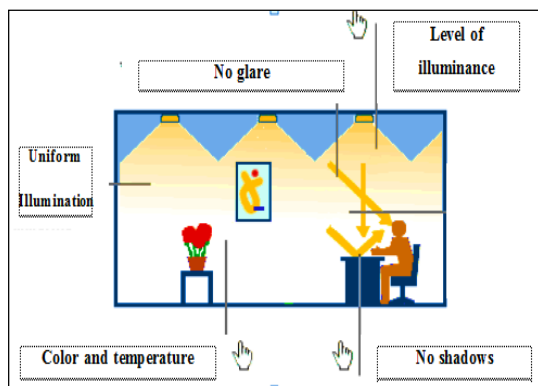 Level of
illuminance
No glare
Uniform
Illumination
Color and temperature
No shadows